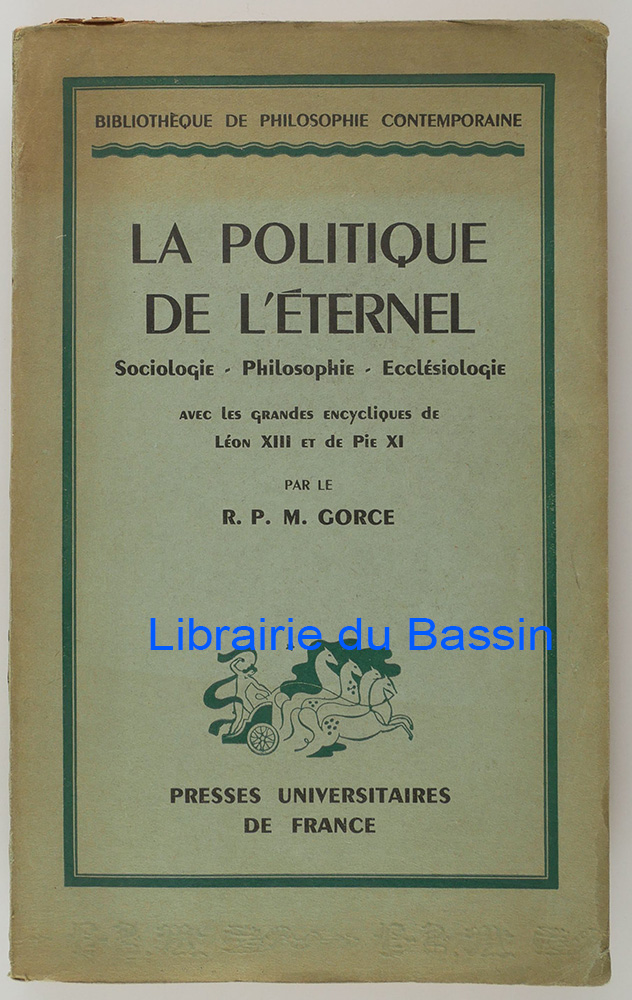 BIBLIOTHÈQUE DE PHILOSOPHIE CONTEMPORAINE
LA POLITIQUE
DE L'ÉTERNEL
Sociologie - Philosophie - Ecclésiologie
AVEC LES GRANDES ENCYCLIQUES DE
LÉON XIII ET DE PIE XI
PAR LE
R. P. M. GORCE
Librairie du Bassin
PRESSES UNIVERSITAIRES
DE FRANCE